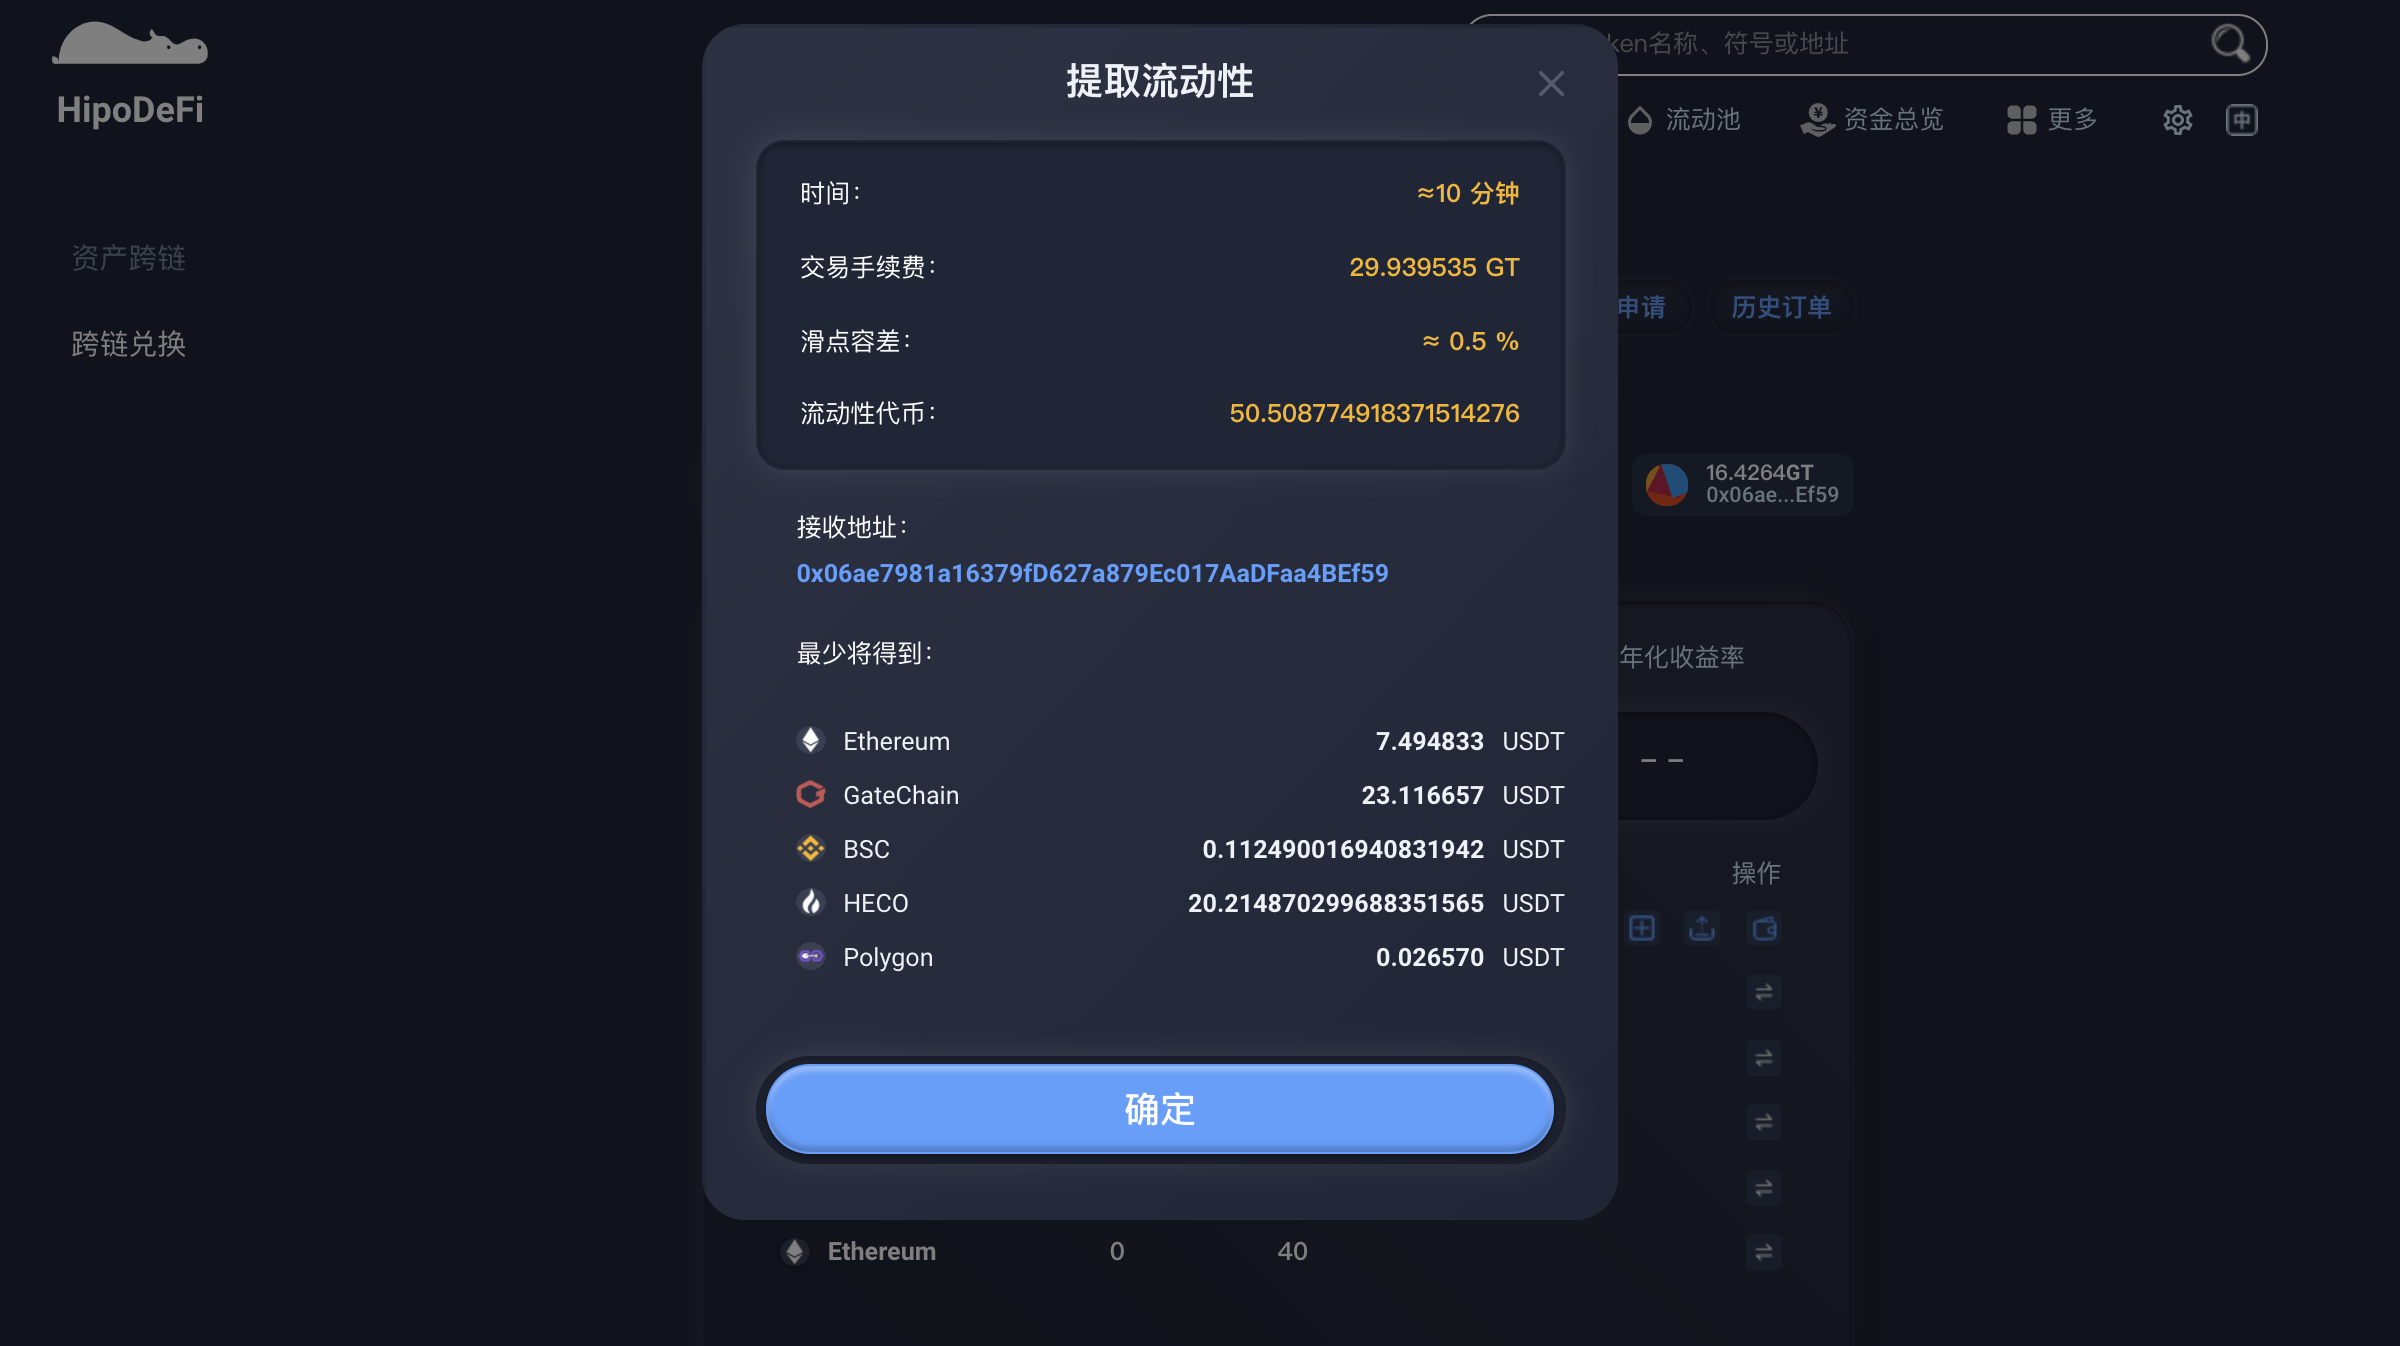 HipoDeFi
ken名称、符号或地址
流动池
资金总览
更多
中
资产跨链
跨链兑换
申请
历史订单
16.4264GT
0x06ae...Ef59
年化收益率
– –
操作
提取流动性
时间： ≈10 分钟
交易手续费： 29.939535 GT
滑点容差： ≈ 0.5 %
流动性代币： 50.508774918371514276
接收地址：
0x06ae7981a16379fD627a879Ec017AaDFaa4BEf59
最少将得到：
Ethereum 7.494833 USDT
GateChain 23.116657 USDT
BSC 0.112490016940831942 USDT
HECO 20.214870299688351565 USDT
Polygon 0.026570 USDT
确定
Ethereum 0 40